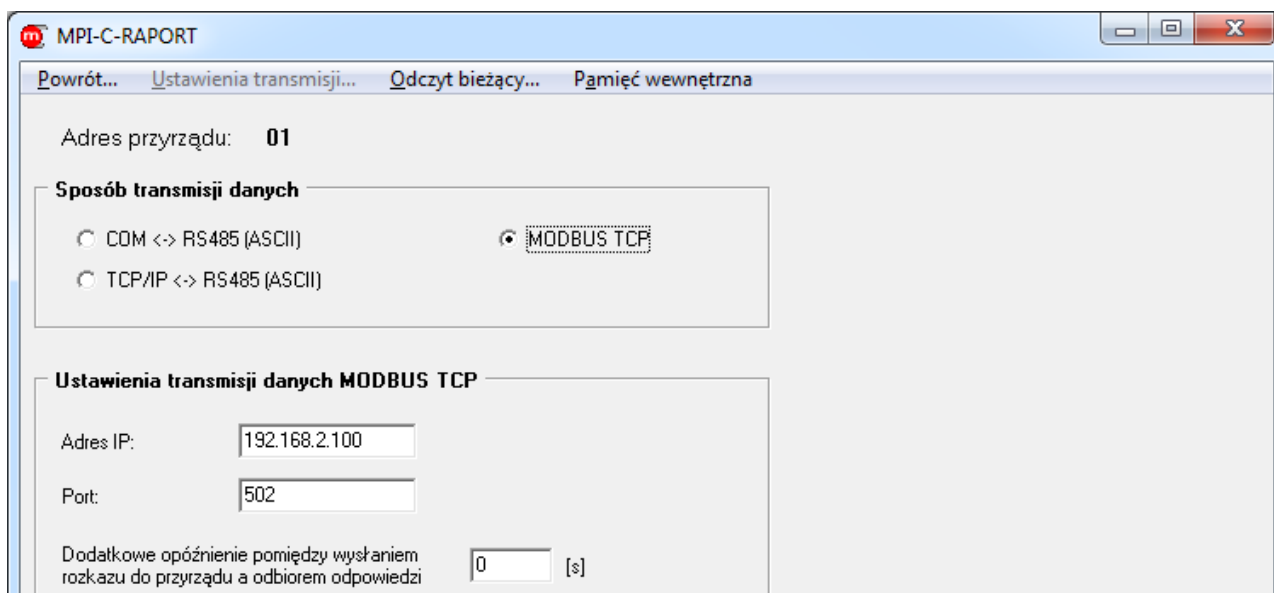 MPI-C-RAPORT
Powrót... Ustawienia transmisji... Odczyt bieżący... Pamięć wewnętrzna
Adres przyrządu: 01
Sposób transmisji danych
COM <-> RS485 (ASCII) MODBUS TCP
TCP/IP <-> RS485 (ASCII)
Ustawienia transmisji danych MODBUS TCP
Adres IP: 192.168.2.100
Port: 502
Dodatkowe opóźnienie pomiędzy wysłaniem
rozkazu do przyrządu a odbiorem odpowiedzi 0 [s]